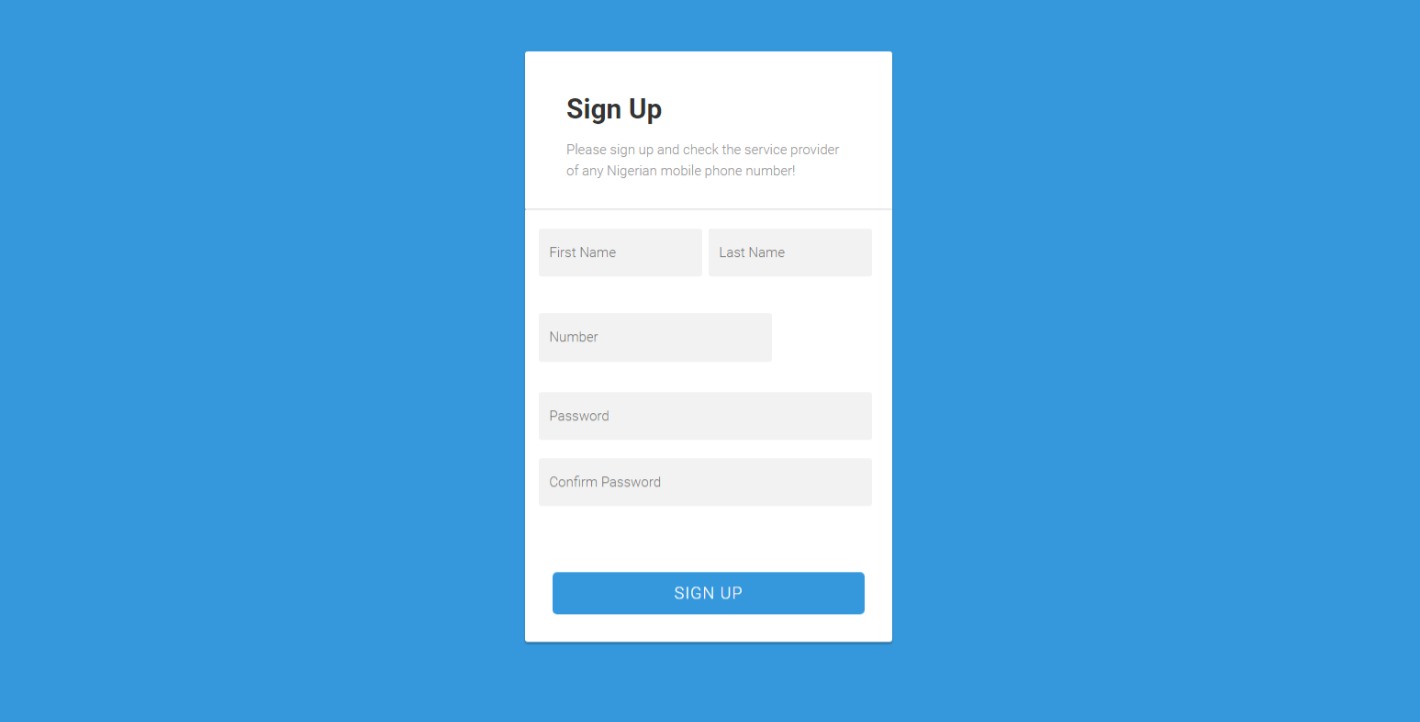 Sign Up
Please sign up and check the service provider
of any Nigerian mobile phone number!
First Name
Last Name
Number
Password
Confirm Password
SIGN UP